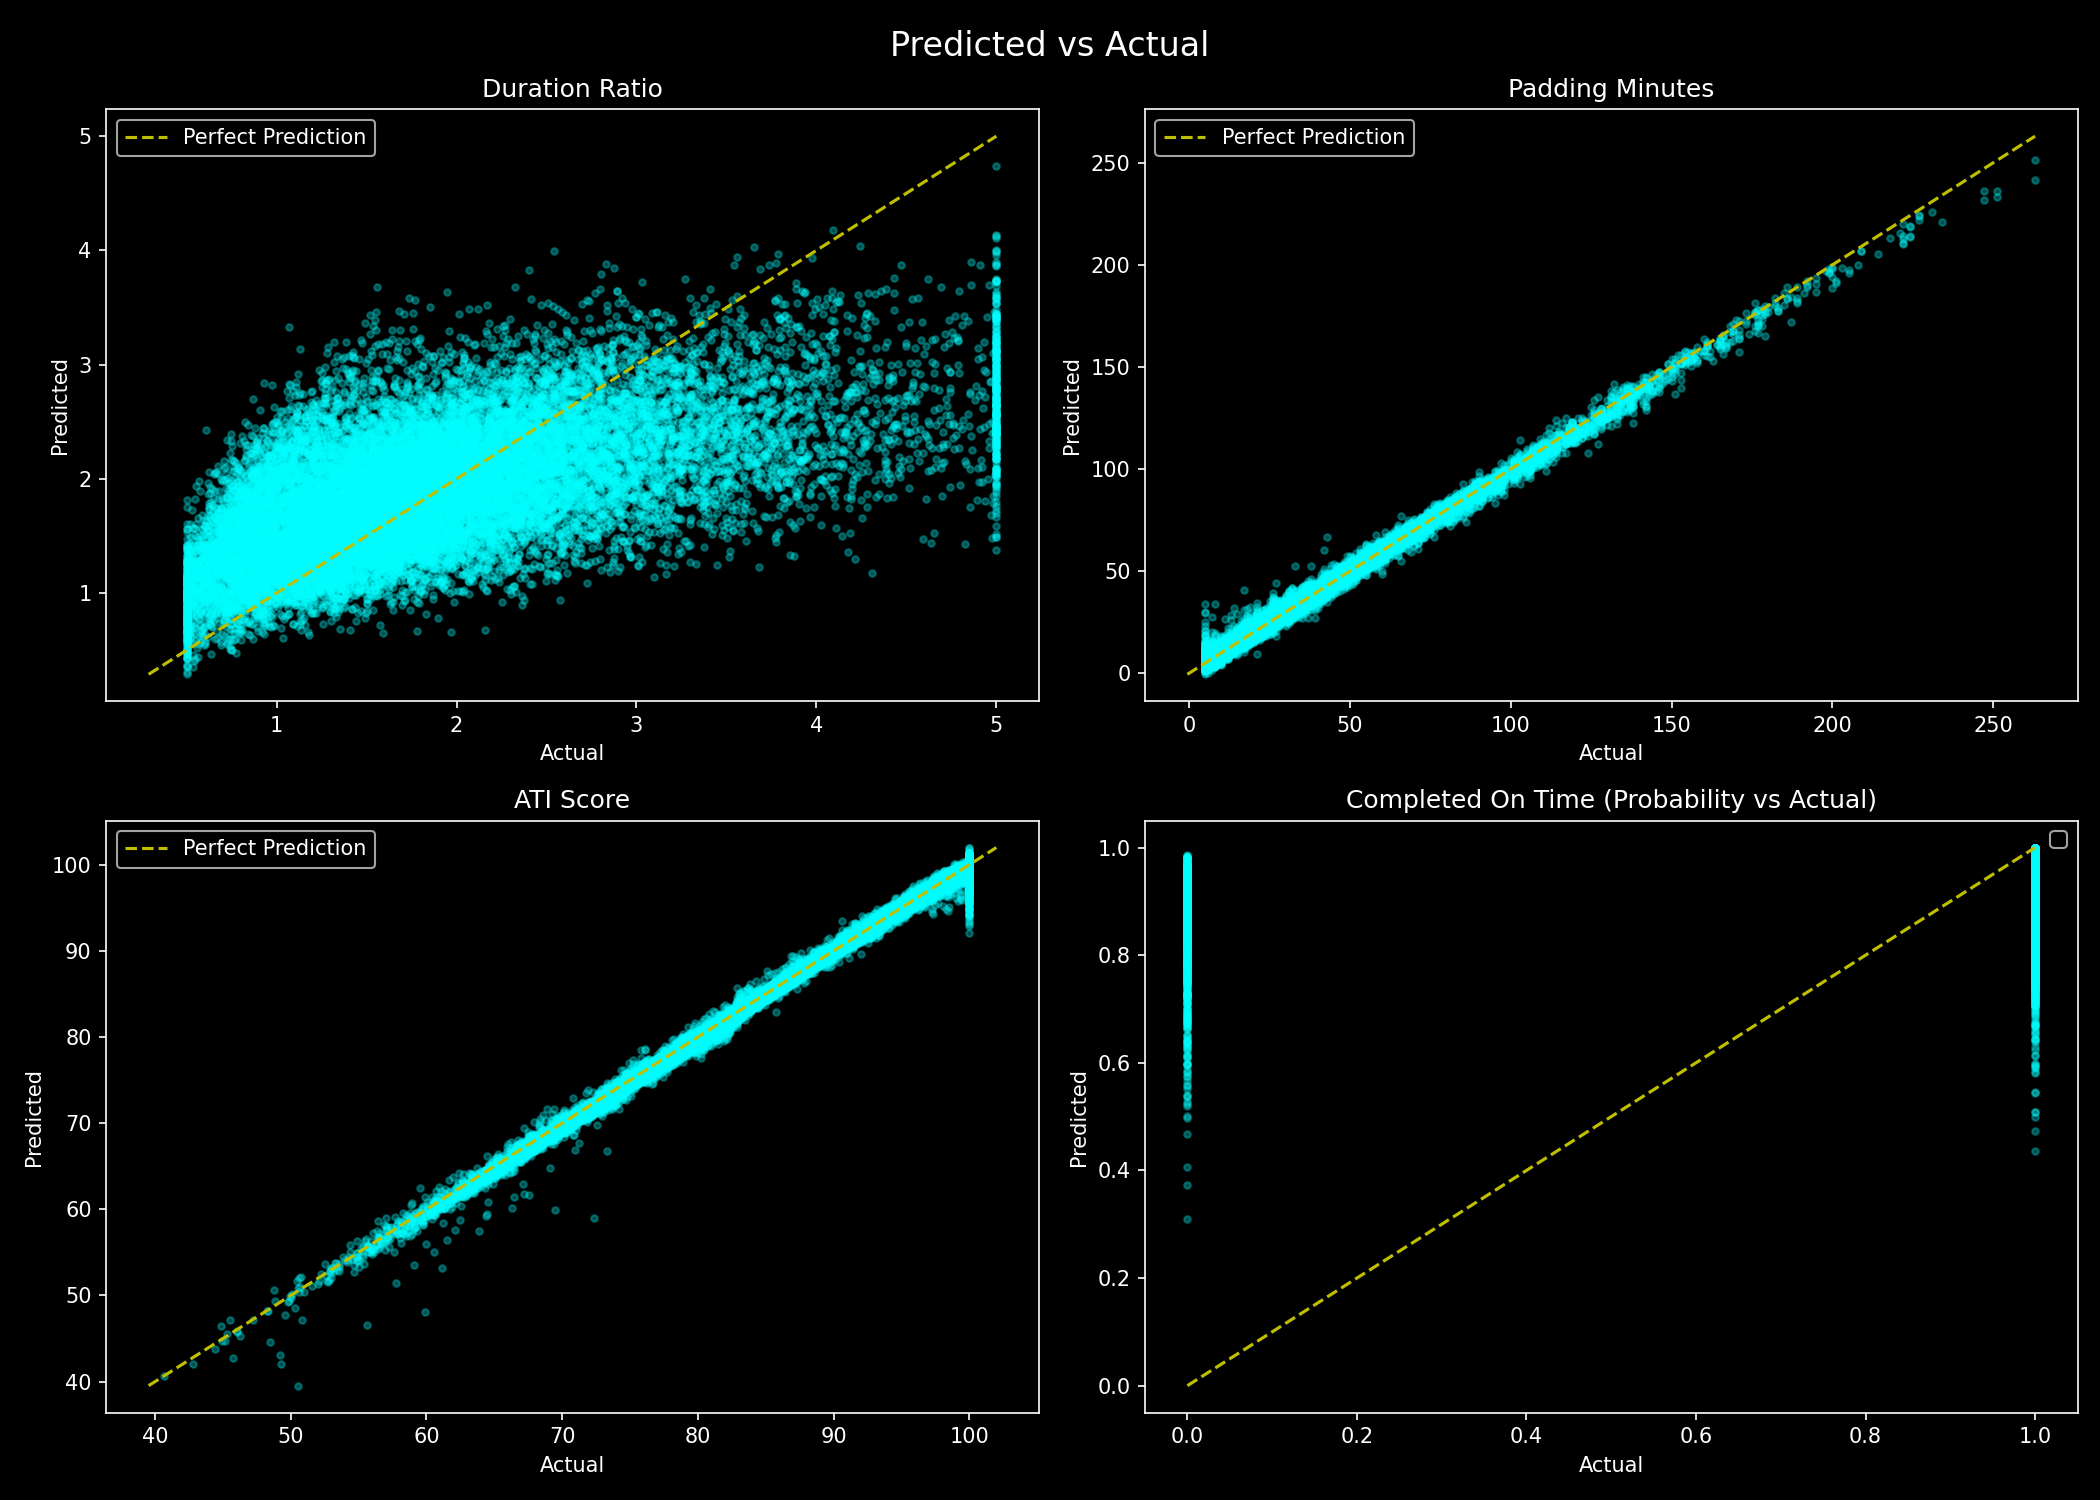 Predicted vs Actual
Duration Ratio
Perfect Prediction
5
4
3
2
1
Predicted
1 2 3 4 5
Actual
Padding Minutes
Perfect Prediction
250
200
150
100
50
0
Predicted
0 50 100 150 200 250
Actual
ATI Score
Perfect Prediction
100
90
80
70
60
50
40
Predicted
40 50 60 70 80 90 100
Actual
Completed On Time (Probability vs Actual)
1.0
0.8
0.6
0.4
0.2
0.0
Predicted
0.0 0.2 0.4 0.6 0.8 1.0
Actual